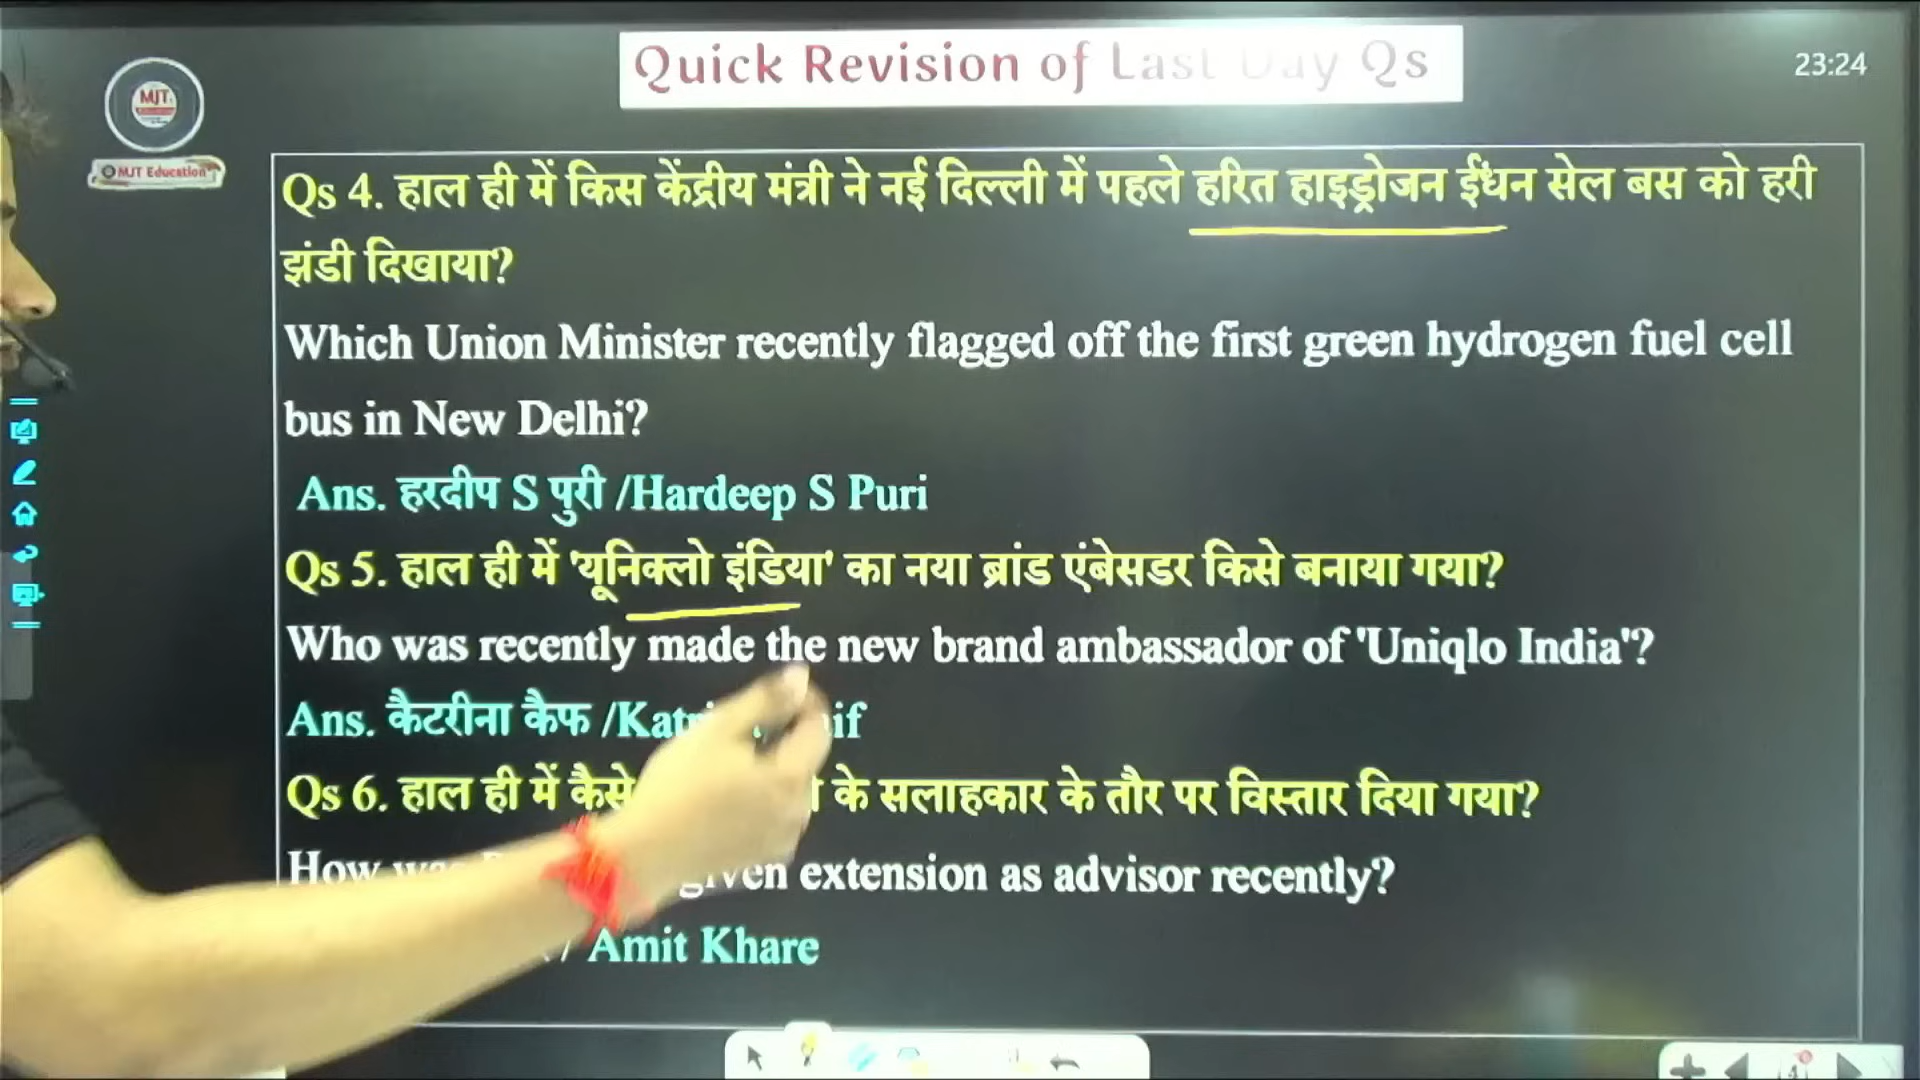 Quick Revision of Last Day Qs
23:24
MJT
MJT Education
Qs 4. हाल ही में किस केंद्रीय मंत्री ने नई दिल्ली में पहले हरित हाइड्रोजन ईंधन सेल बस को हरी
झंडी दिखाया?
Which Union Minister recently flagged off the first green hydrogen fuel cell
bus in New Delhi?
Ans. हरदीप S पुरी /Hardeep S Puri
Qs 5. हाल ही में 'यूनिक्लो इंडिया' का नया ब्रांड एंबेसडर किसे बनाया गया?
Who was recently made the new brand ambassador of 'Uniqlo India'?
Ans. कैटरीना कैफ
Qs 6. हाल ही में कैसे के सलाहकार के तौर पर विस्तार दिया गया?
How given extension as advisor recently?
/ Amit Khare